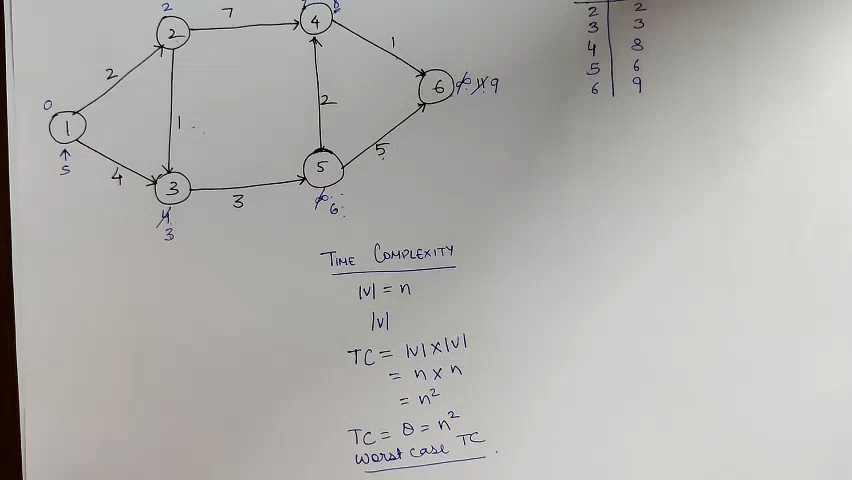 2
2 7 4 8
2 2
3 3
4 8
5 6
6 9
0 1 2 1 2 1 6 ∞ 11 9
S 4 3 3 5 5
4 ∞ 6
3
TIME COMPLEXITY
|V| = n
|V|
TC = |V| x |V|
= n x n
= n²
TC = θ = n²
Worst case TC